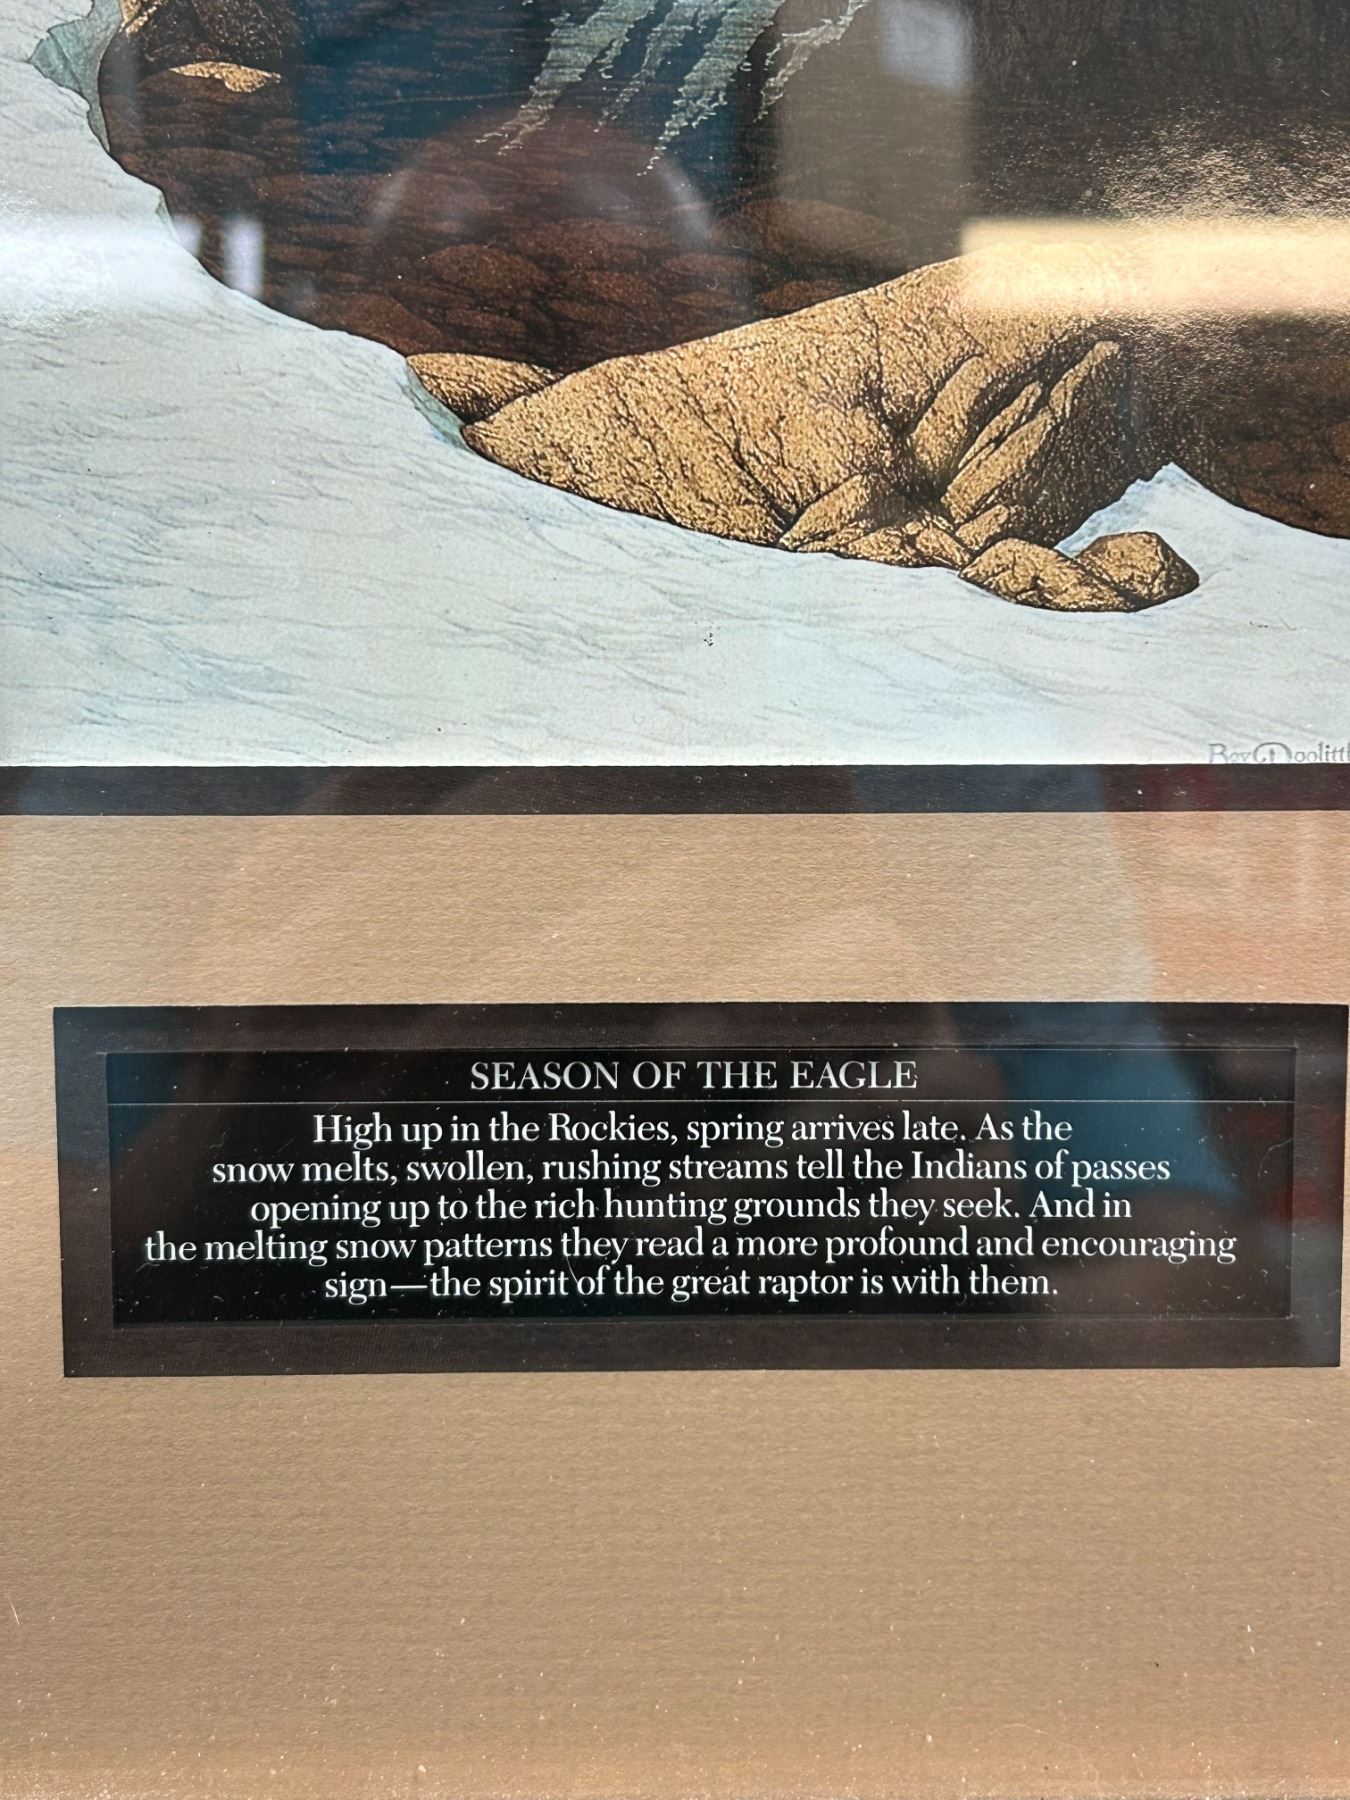 Bev Doolittl
SEASON OF THE EAGLE
High up in the Rockies, spring arrives late. As the
snow melts, swollen, rushing streams tell the Indians of passes
opening up to the rich hunting grounds they seek. And in
the melting snow patterns they read a more profound and encouraging
sign—the spirit of the great raptor is with them.